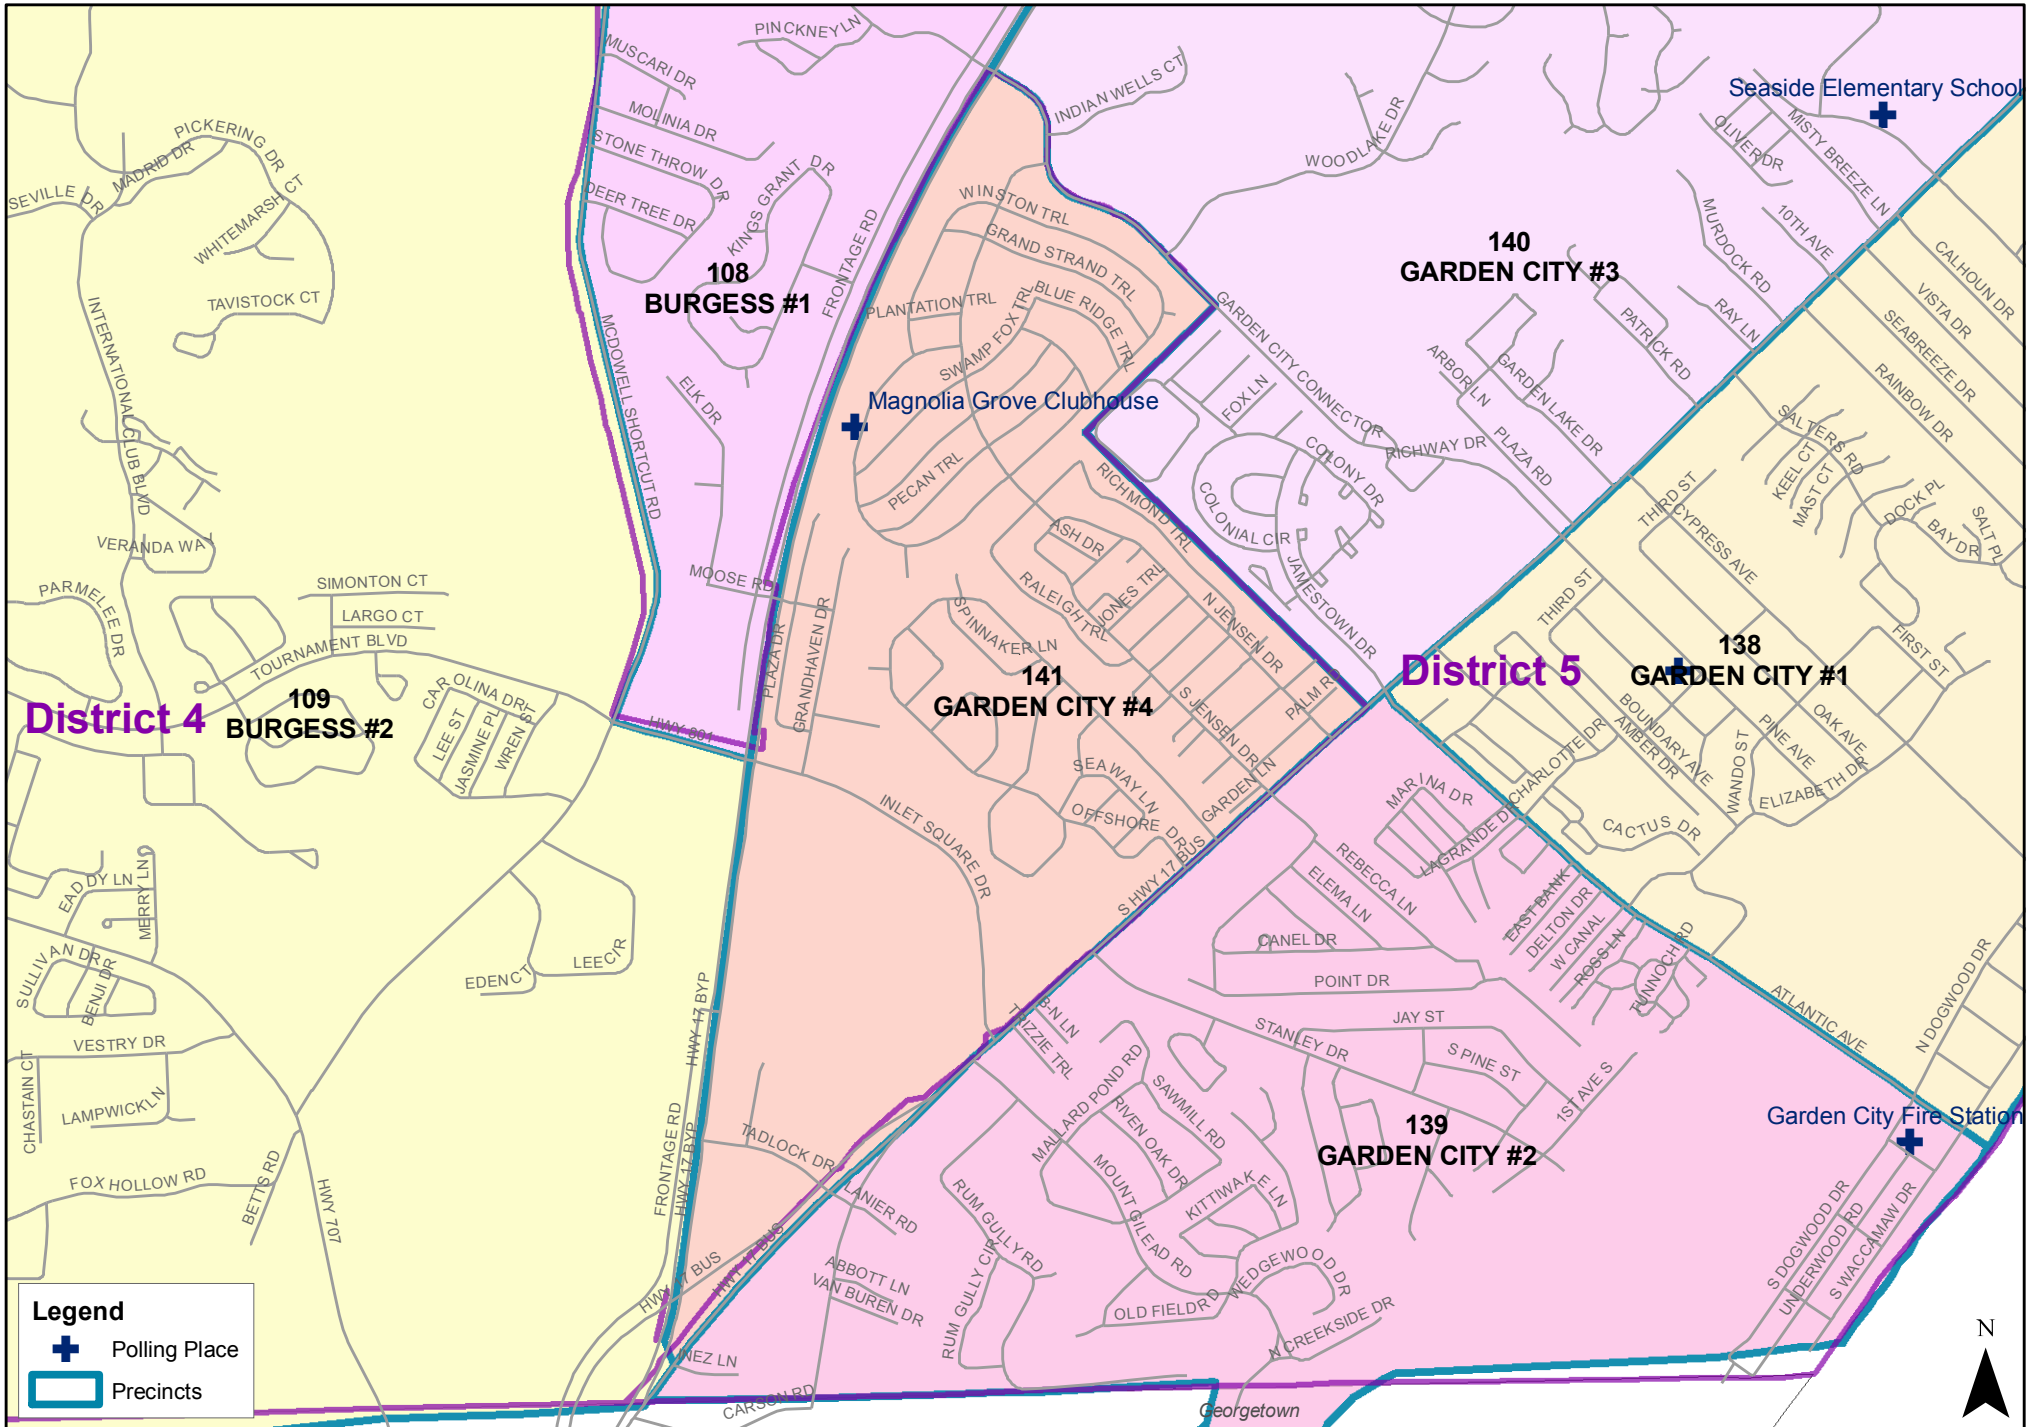 PINCKNEY LN
MUSCARI DR
MOLINIA DR
STONE THROW DR
DEER TREE DR
KINGS GRANT DR
108
BURGESS #1
FRONTAGE RD
ELK DR
MCDOWELL SHORTCUT RD
MOOSE RD
PLAZA DR
GRANDHAVEN DR
PICKERING DR
MADRID DR
SEVILLE DR
WHITEMARSH CT
TAVISTOCK CT
INTERNATIONAL CLUB BLVD
VERANDA WAY
PARMELEE DR
SIMONTON CT
LARGO CT
TOURNAMENT BLVD
CAROLINA DR
LEE ST
JASMINE PL
WREN ST
District 4
109
BURGESS #2
EADDY LN
MERRY LN
SULLIVAN DR
BENJI DR
VESTRY DR
CHASTAIN CT
LAMPWICK LN
FOX HOLLOW RD
BETTS RD
HWY 707
EDEN CT
LEE CIR
INDIAN WELLS CT
WOODLAKE DR
Seaside Elementary School
OLIVER DR
MISTY BREEZE LN
10TH AVE
MURDOCK RD
RAY LN
140
GARDEN CITY #3
PATRICK RD
ARBOR LN
GARDEN LAKE DR
PLAZA RD
GARDEN CITY CONNECTOR
RICHWAY DR
FOX LN
COLONY DR
COLONIAL CIR
JAMESTOWN DR
WINSTON TRL
GRAND STRAND TRL
PLANTATION TRL
BLUE RIDGE TRL
SWAMP FOX TRL
Magnolia Grove Clubhouse
PECAN TRL
RICHMOND TRL
ASH DR
JONES TRL
RALEIGH TRL
N JENSEN DR
SPINNAKER LN
141
GARDEN CITY #4
S JENSEN DR
PALM RD
SEAWAY LN
OFFSHORE DR
GARDEN LN
INLET SQUARE DR
S HWY 17 BUS
CALHOUN DR
VISTA DR
SEABREEZE DR
RAINBOW DR
SALTERS RD
KEEL CT
MAST CT
DOCK PL
BAY DR
SALT PL
THIRD ST
CYPRESS AVE
THIRD ST
FIRST ST
District 5
138
GARDEN CITY #1
BOUNDARY AVE
AMBER DR
OAK AVE
PINE AVE
WANDO ST
ELIZABETH DR
CHARLOTTE DR
CACTUS DR
MARINA DR
LAGRANDE DR
REBECCA LN
ELEMA LN
CANEL DR
POINT DR
EAST BANK
DELTON DR
W CANAL
ROSS LN
TUNNOCH RD
ATLANTIC AVE
N DOGWOOD DR
HWY 17 BYP
FRONTAGE RD
HWY 17 BYP
TADLOCK DR
LANIER RD
HWY 17 BUS
HWY 17 BUS
ABBOTT LN
VAN BUREN DR
INEZ LN
CARSON RD
TRIZZIE TRL
B-N LN
STANLEY DR
JAY ST
S PINE ST
1ST AVE S
139
GARDEN CITY #2
MALLARD POND RD
SAWMILL RD
RIVEN OAK DR
MOUNT GILEAD RD
KITTIWAKE LN
RUM GULLY RD
RUM GULLY CIR
WEDGEWOOD DR
OLD FIELD RD
N CREEKSIDE DR
Garden City Fire Station
S DOGWOOD DR
UNDERWOOD RD
S WACCAMAW DR
Georgetown
N
Legend
Polling Place
Precincts